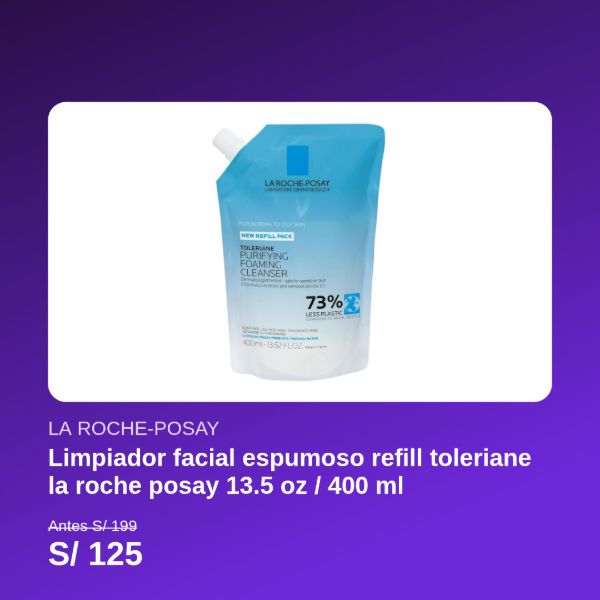 LA ROCHE-POSAY
LABORATOIRE DERMATOLOGIQUE
FOR NORMAL TO OILY SKIN
NEW REFILL PACK
TOLERIANE
PURIFYING
FOAMING
CLEANSER
73%
LESS PLASTIC
400ml - 13.52 FL.OZ.
LA ROCHE-POSAY
Limpiador facial espumoso refill toleriane
la roche posay 13.5 oz / 400 ml
Antes S/ 199
S/ 125